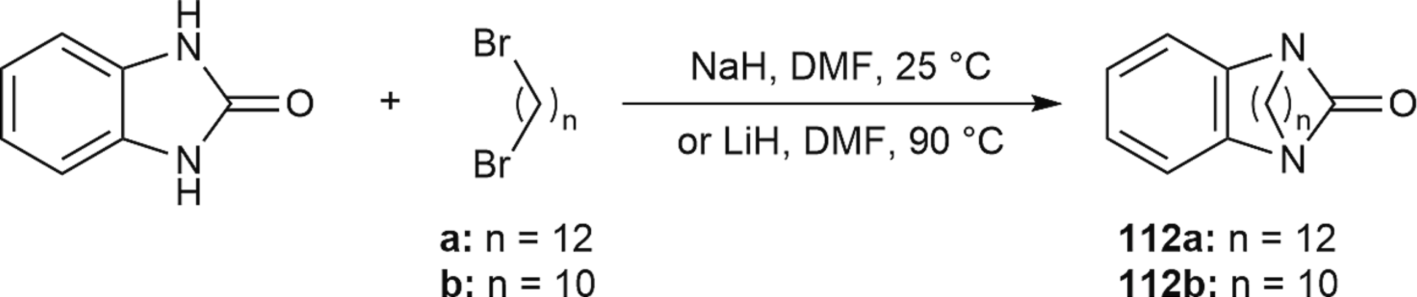 H
N
O
N
H
+
Br
( )n
Br
NaH, DMF, 25 °C
or LiH, DMF, 90 °C
N
( )n
O
N
a: n = 12
b: n = 10
112a: n = 12
112b: n = 10